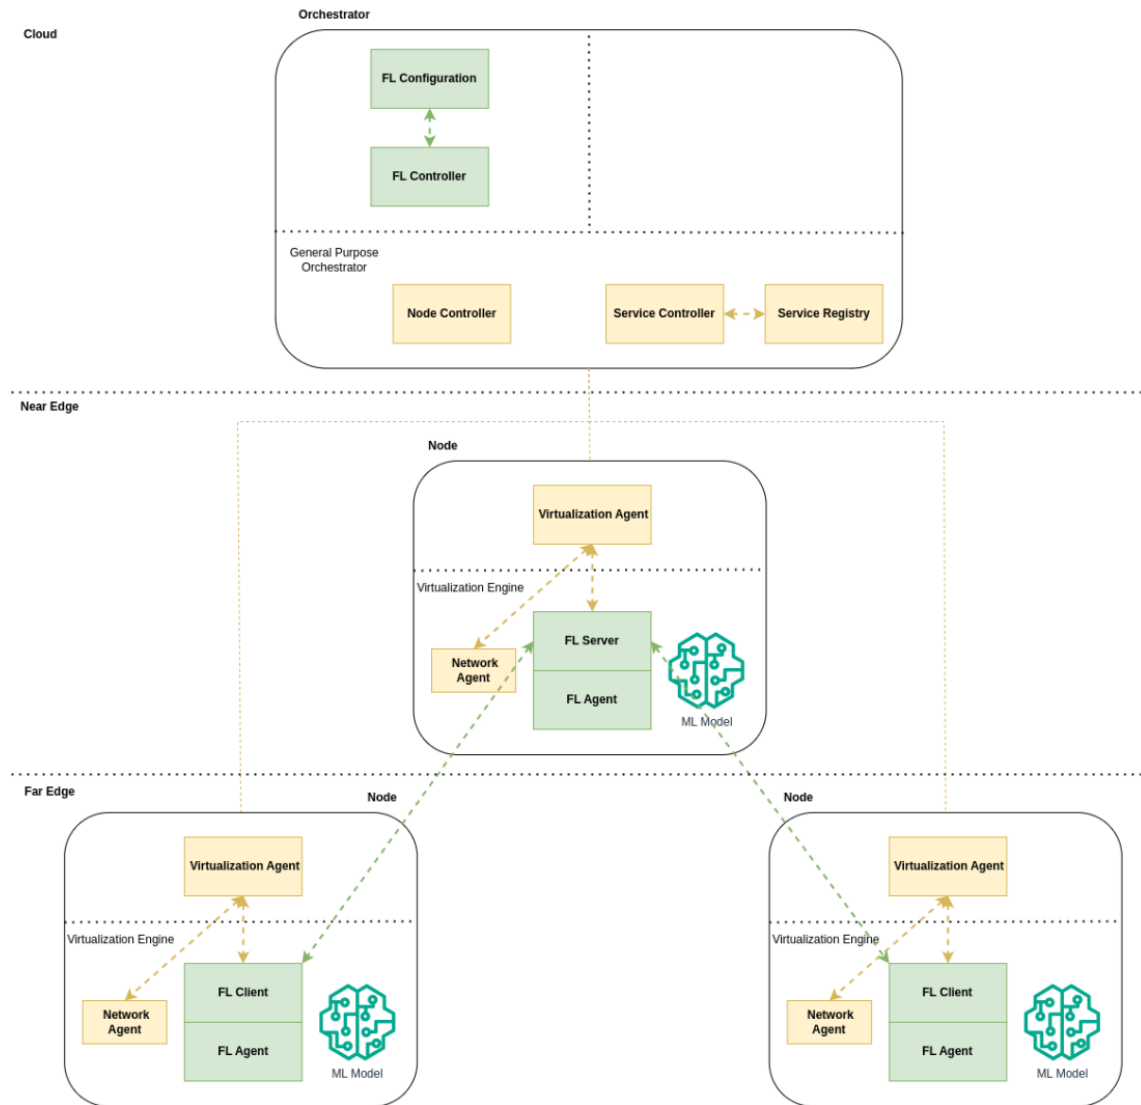 Orchestrator
Cloud
FL Configuration
FL Controller
General Purpose
Orchestrator
Node Controller
Service Controller
Service Registry
Near Edge
Node
Virtualization Agent
Virtualization Engine
FL Server
Network
Agent
FL Agent
ML Model
Far Edge
Node
Virtualization Agent
Virtualization Engine
FL Client
Network
Agent
FL Agent
ML Model
Node
Virtualization Agent
Virtualization Engine
FL Client
Network
Agent
FL Agent
ML Model